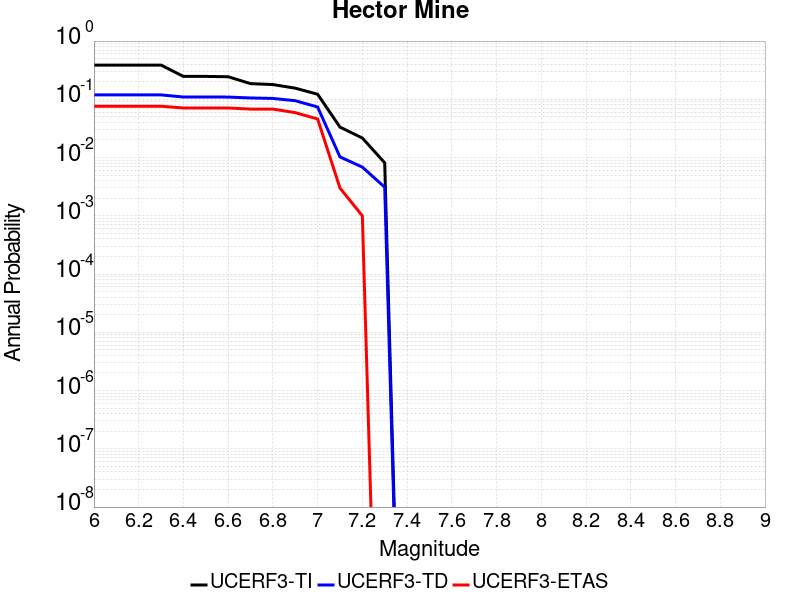 Hector Mine
Annual Probability
10^0
10^-1
10^-2
10^-3
10^-4
10^-5
10^-6
10^-7
10^-8
6 6.2 6.4 6.6 6.8 7 7.2 7.4 7.6 7.8 8 8.2 8.4 8.6 8.8 9
Magnitude
UCERF3-TI UCERF3-TD UCERF3-ETAS